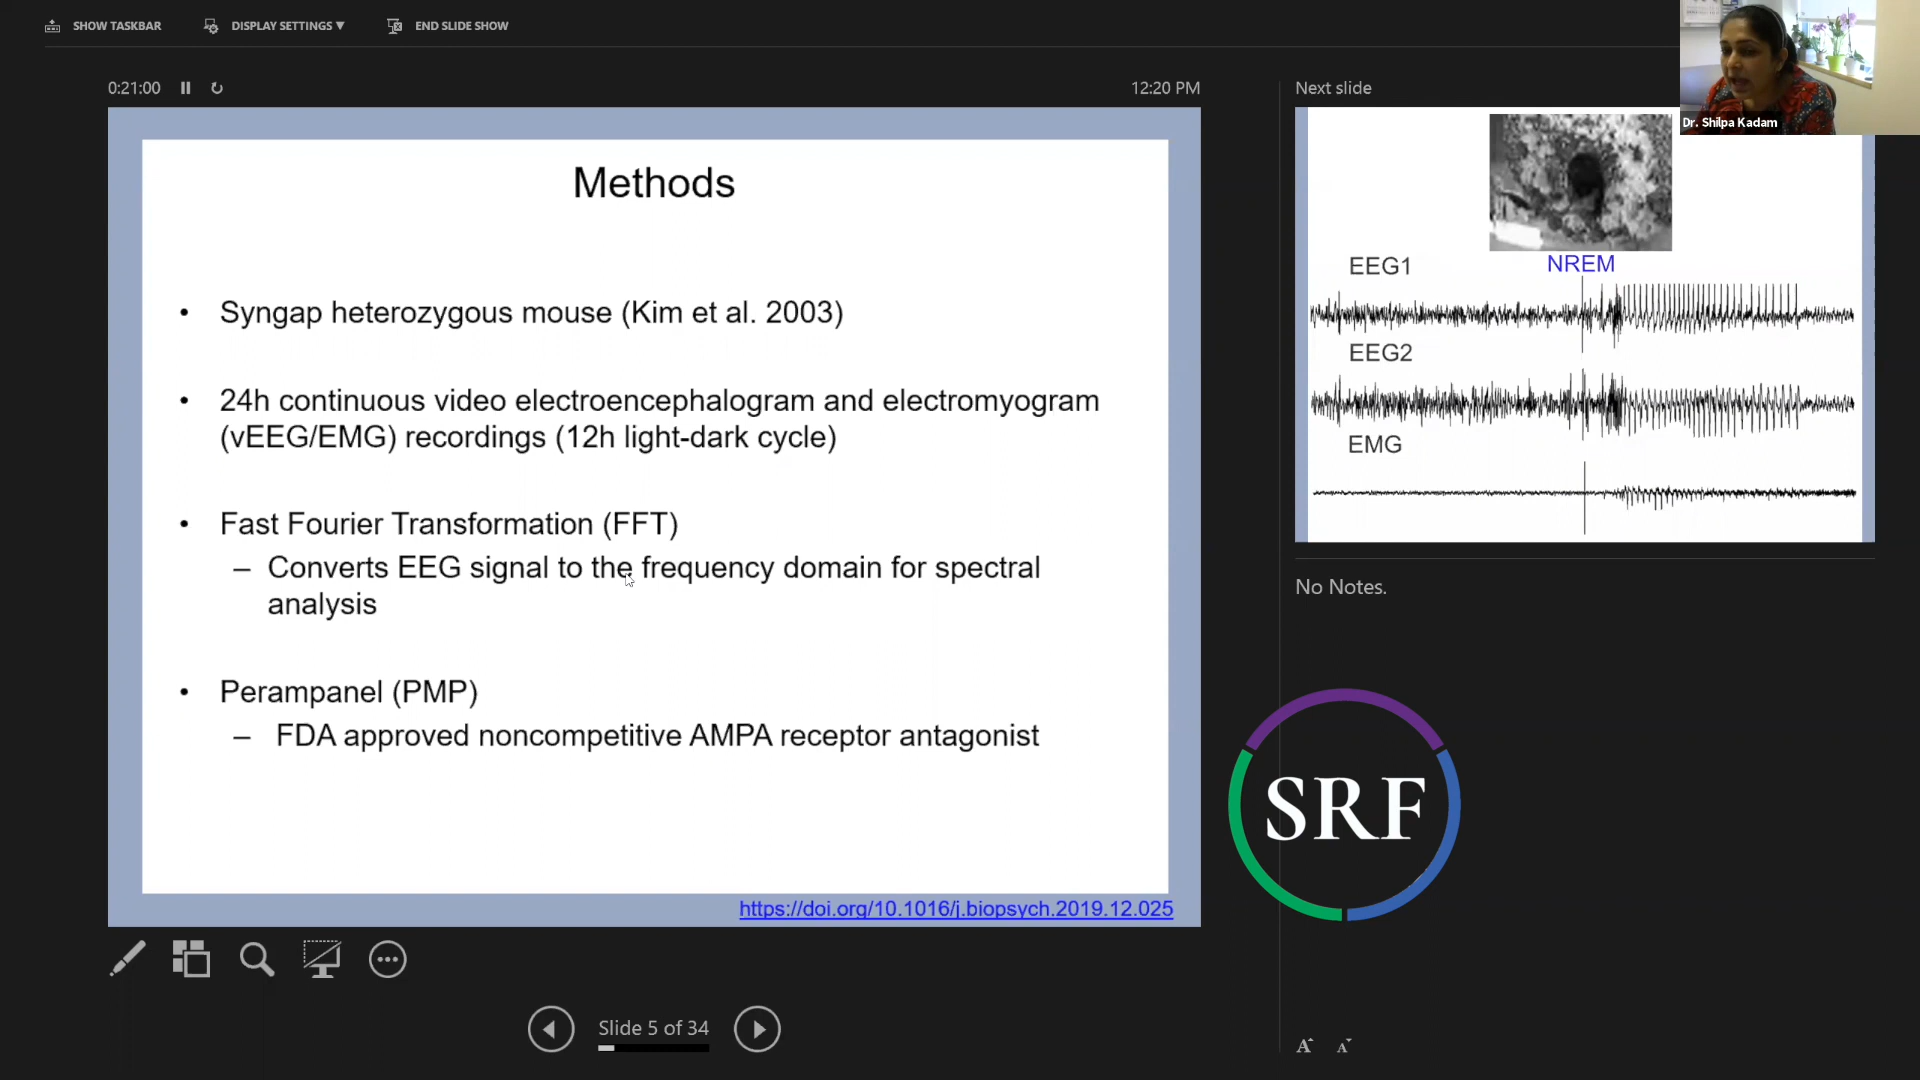 SHOW TASKBAR
DISPLAY SETTINGS ▼
END SLIDE SHOW
0:21:00
12:20 PM
Next slide
Dr. Shilpa Kadam
Methods
• Syngap heterozygous mouse (Kim et al. 2003)
• 24h continuous video electroencephalogram and electromyogram
(vEEG/EMG) recordings (12h light-dark cycle)
• Fast Fourier Transformation (FFT)
– Converts EEG signal to the frequency domain for spectral
analysis
• Perampanel (PMP)
– FDA approved noncompetitive AMPA receptor antagonist
https://doi.org/10.1016/j.biopsych.2019.12.025
NREM
EEG1
EEG2
EMG
No Notes.
SRF
Slide 5 of 34
A A